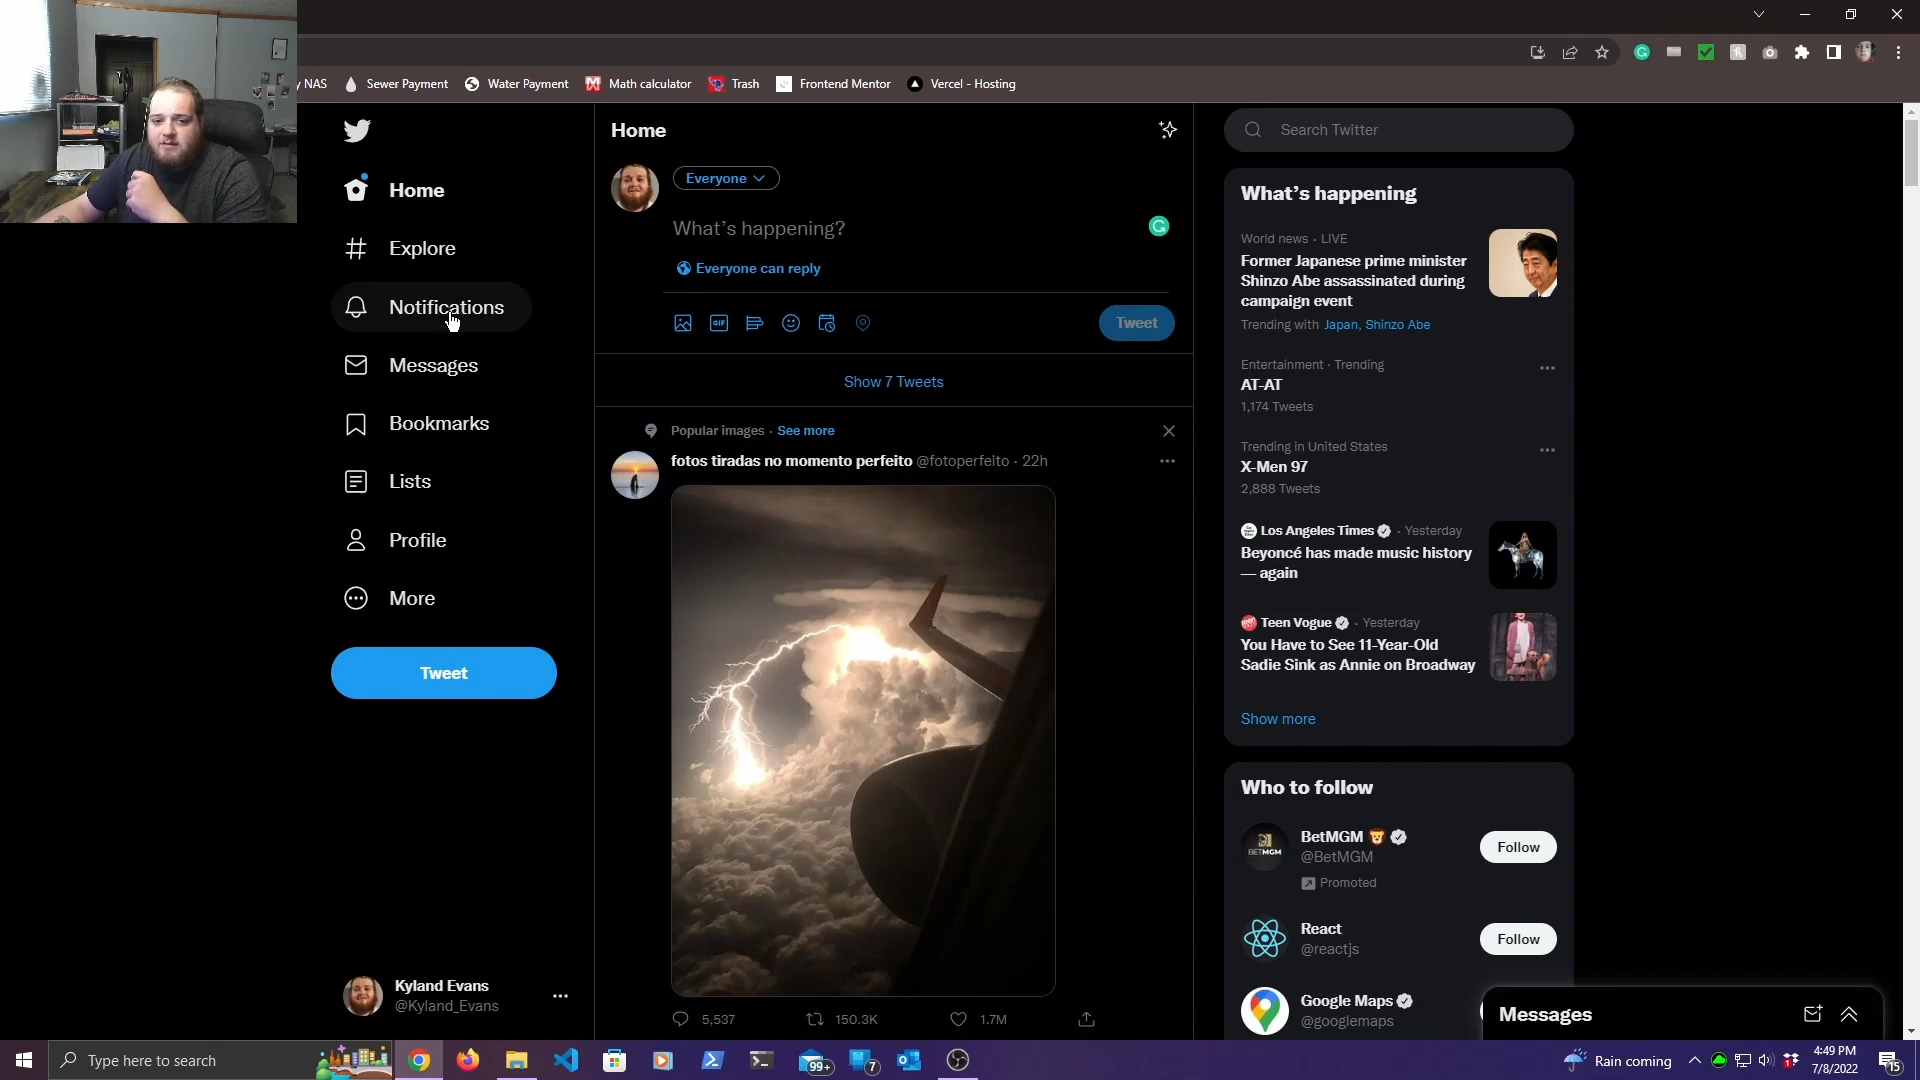 y NAS
Sewer Payment
Water Payment
Math calculator
Trash
Frontend Mentor
Vercel - Hosting
Home
Explore
Notifications
Messages
Bookmarks
Lists
Profile
More
Tweet
Kyland Evans
@Kyland_Evans
Home
Everyone
What's happening?
Everyone can reply
GIF
Tweet
Show 7 Tweets
Popular images · See more
fotos tiradas no momento perfeito @fotoperfeito · 22h
5,537
150.3K
1.7M
Search Twitter
What's happening
World news · LIVE
Former Japanese prime minister
Shinzo Abe assassinated during
campaign event
Trending with Japan, Shinzo Abe
Entertainment · Trending
AT-AT
1,174 Tweets
Trending in United States
X-Men 97
2,888 Tweets
Los Angeles Times · Yesterday
Beyoncé has made music history
— again
Teen Vogue · Yesterday
You Have to See 11-Year-Old
Sadie Sink as Annie on Broadway
Show more
Who to follow
BETMGM
BetMGM
@BetMGM
Promoted
Follow
React
@reactjs
Follow
Google Maps
@googlemaps
Messages
Type here to search
99+
7
Rain coming
4:49 PM
7/8/2022
15